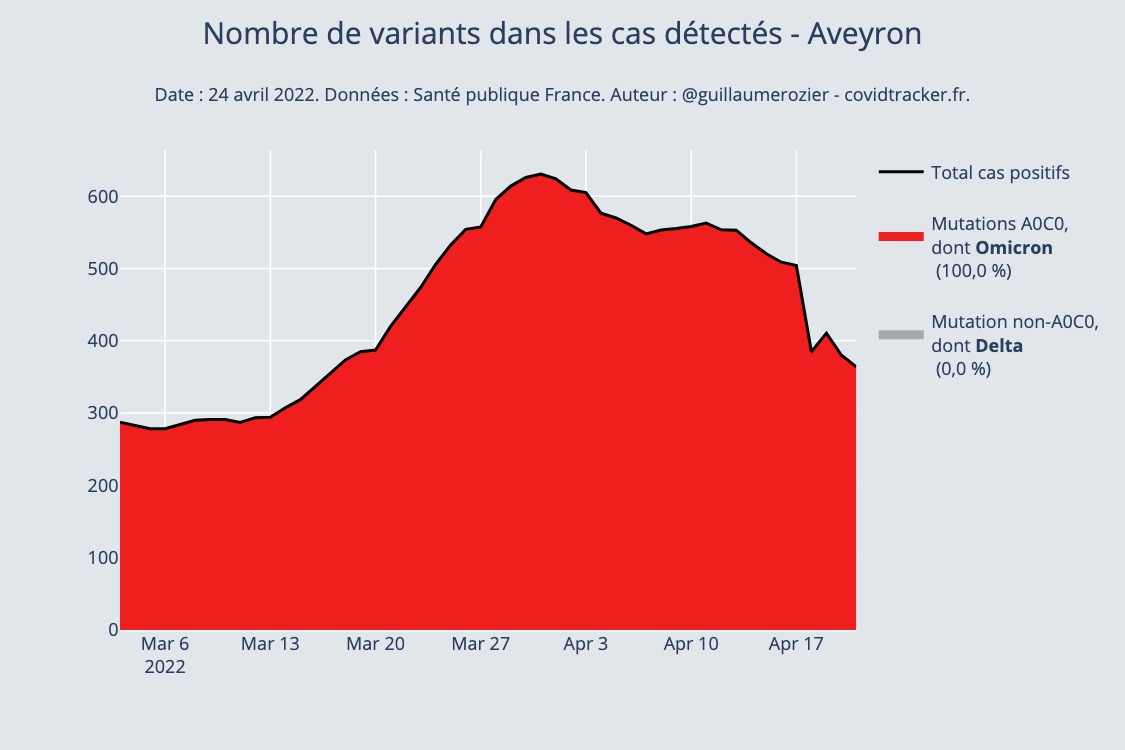 Nombre de variants dans les cas détectés - Aveyron
Date : 24 avril 2022. Données : Santé publique France. Auteur : @guillaumerozier - covidtracker.fr.
Total cas positifs
Mutations A0C0,
dont Omicron
(100,0 %)
Mutation non-A0C0,
dont Delta
(0,0 %)
600
500
400
300
200
100
0
Mar 6 Mar 13 Mar 20 Mar 27 Apr 3 Apr 10 Apr 17
2022